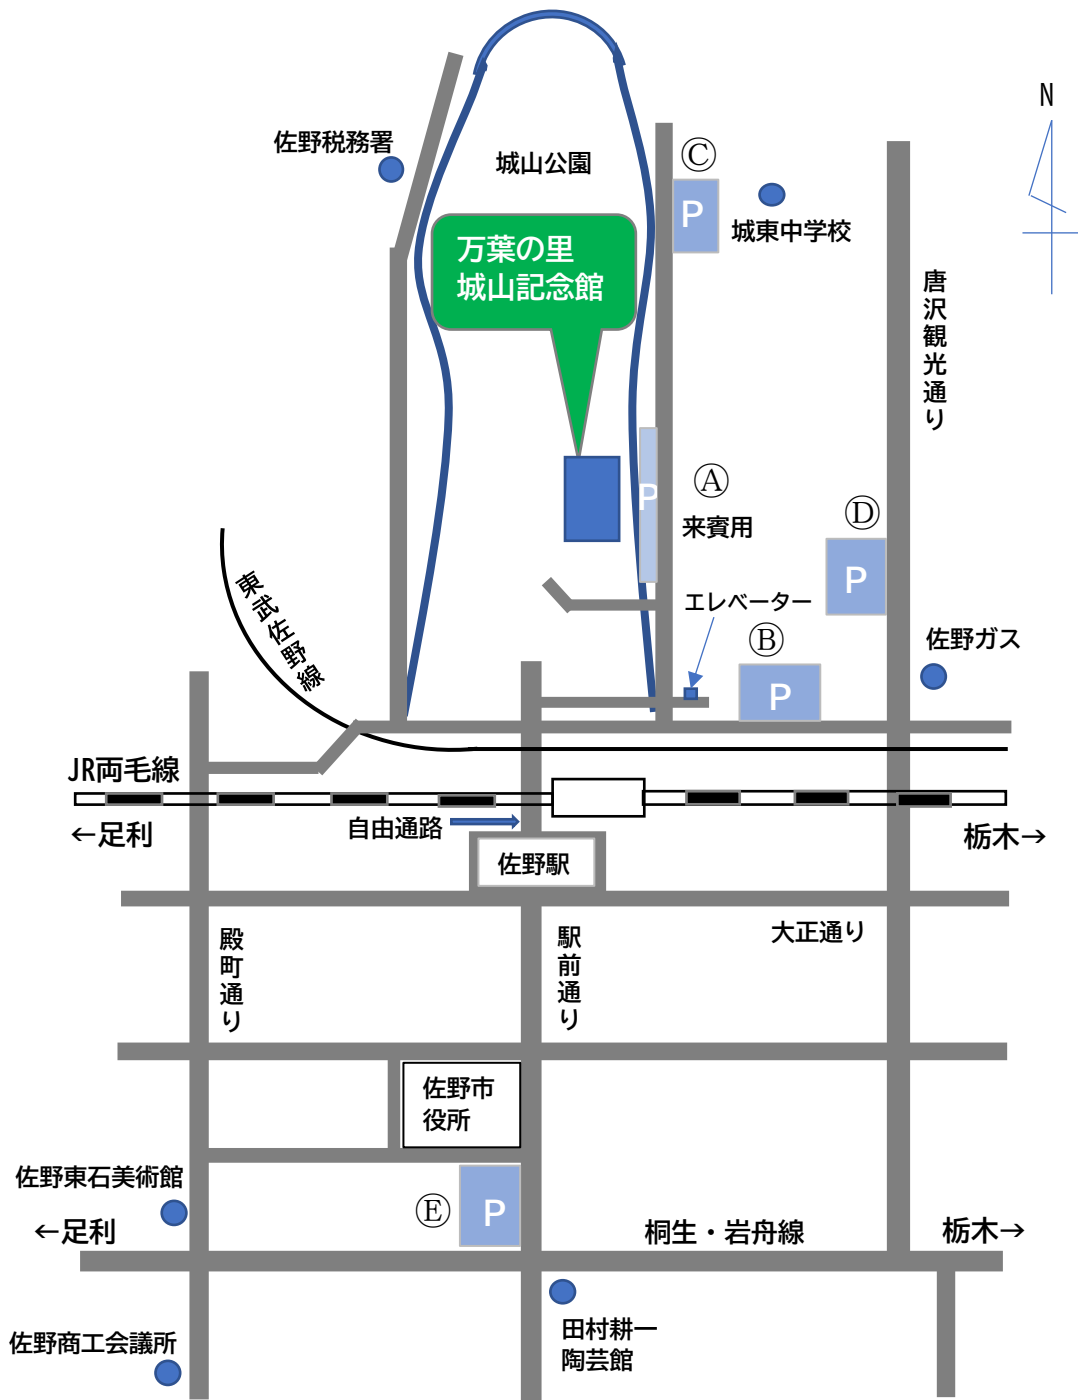 N
佐野税務署
城山公園
Ⓒ
P
城東中学校
万葉の里
城山記念館
唐沢観光通り
P
Ⓐ
来賓用
Ⓓ
P
東武佐野線
エレベーター
Ⓑ
P
佐野ガス
JR両毛線
←足利
自由通路
佐野駅
栃木→
大正通り
殿町通り
駅前通り
佐野市
役所
佐野東石美術館
←足利
Ⓔ
P
桐生・岩舟線
栃木→
田村耕一
陶芸館
佐野商工会議所